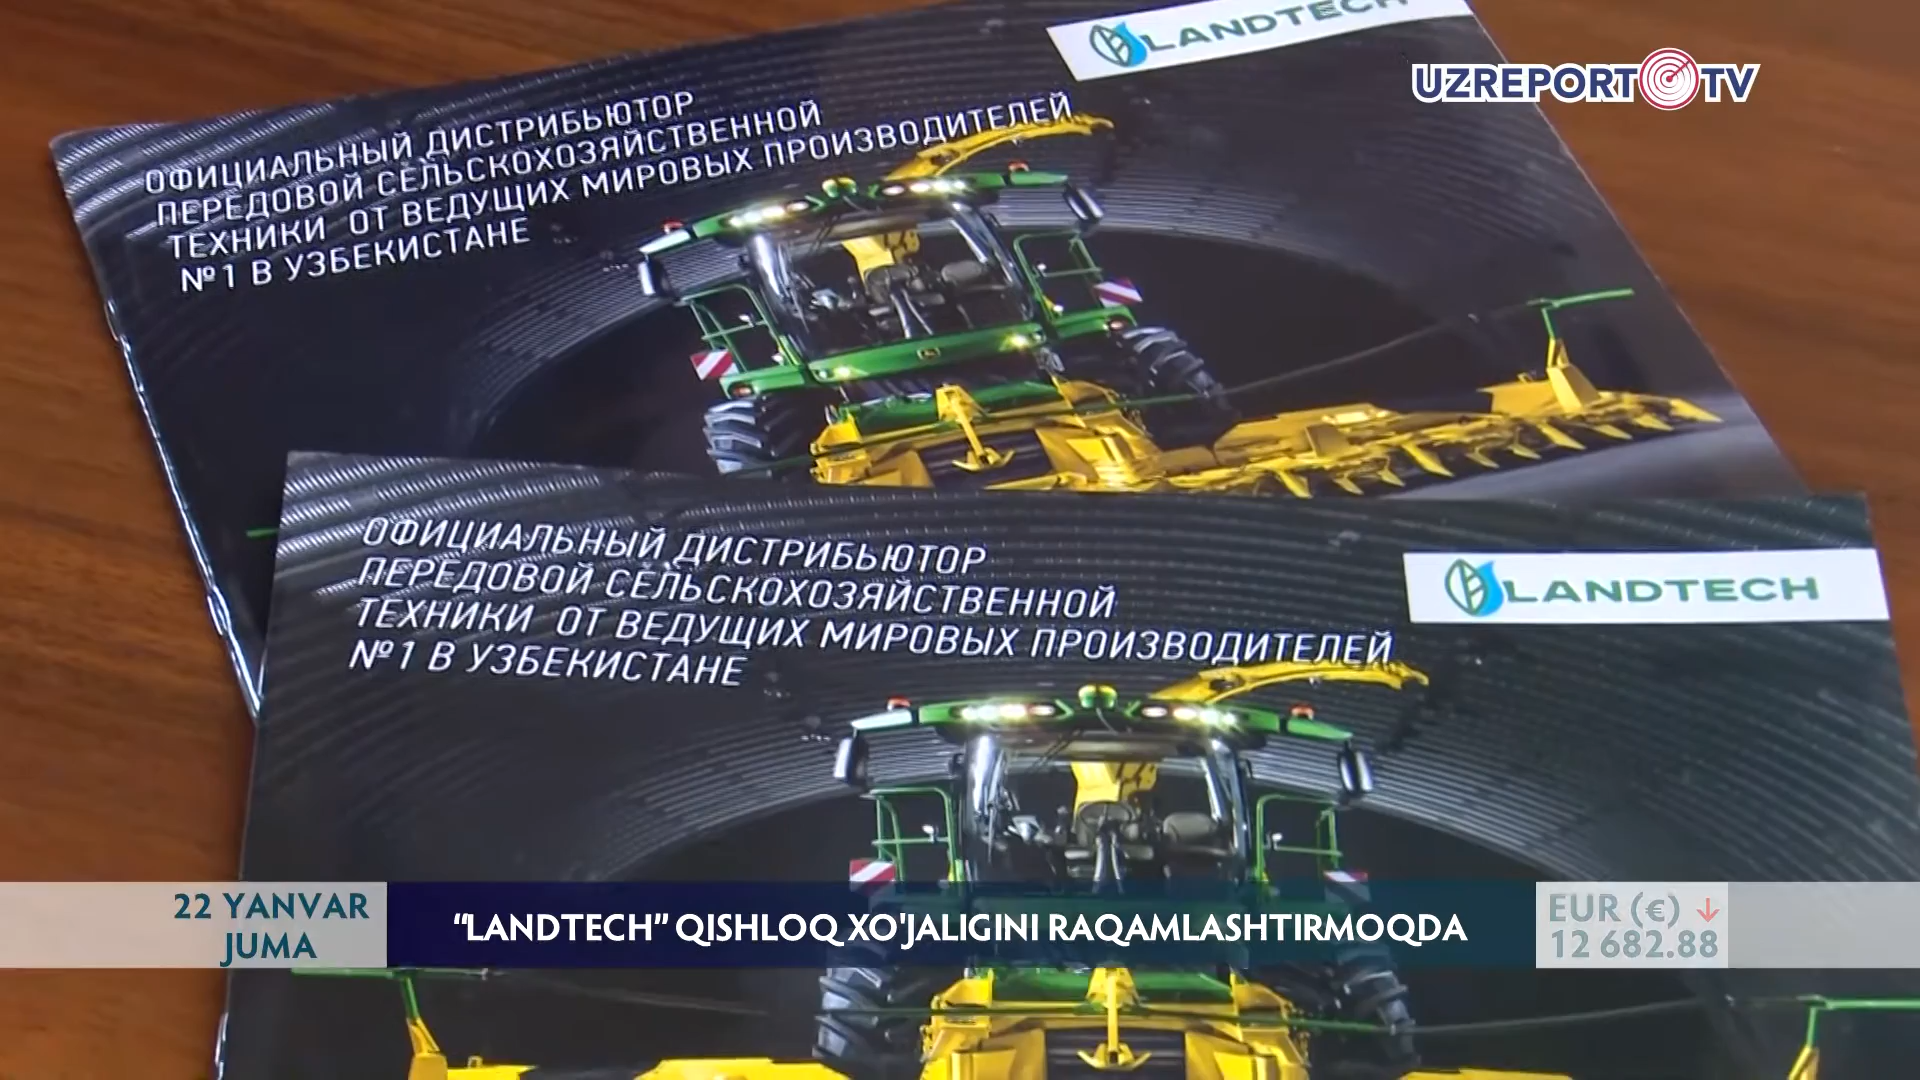 LANDTECH
UZREPORT TV
ОФИЦИАЛЬНЫЙ ДИСТРИБЬЮТОР
ПЕРЕДОВОЙ СЕЛЬСКОХОЗЯЙСТВЕННОЙ
ТЕХНИКИ ОТ ВЕДУЩИХ МИРОВЫХ ПРОИЗВОДИТЕЛЕЙ
№1 В УЗБЕКИСТАНЕ
ОФИЦИАЛЬНЫЙ ДИСТРИБЬЮТОР
ПЕРЕДОВОЙ СЕЛЬСКОХОЗЯЙСТВЕННОЙ
ТЕХНИКИ ОТ ВЕДУЩИХ МИРОВЫХ ПРОИЗВОДИТЕЛЕЙ
№1 В УЗБЕКИСТАНЕ
LANDTECH
22 YANVAR
JUMA
“LANDTECH” QISHLOQ XO'JALIGINI RAQAMLASHTIRMOQDA
EUR (€) ↓
12 682.88